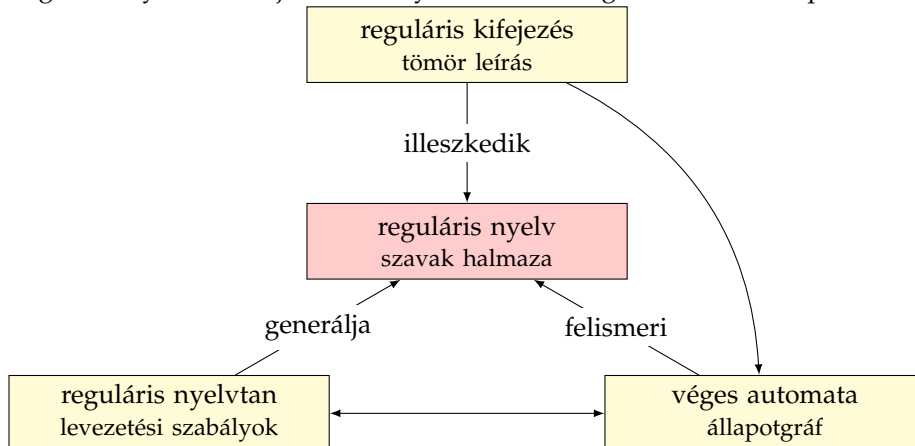 reguláris kifejezés
tömör leírás
illeszkedik
reguláris nyelv
szavak halmaza
generálja
felismeri
reguláris nyelvtan
levezetési szabályok
véges automata
állapotgráf